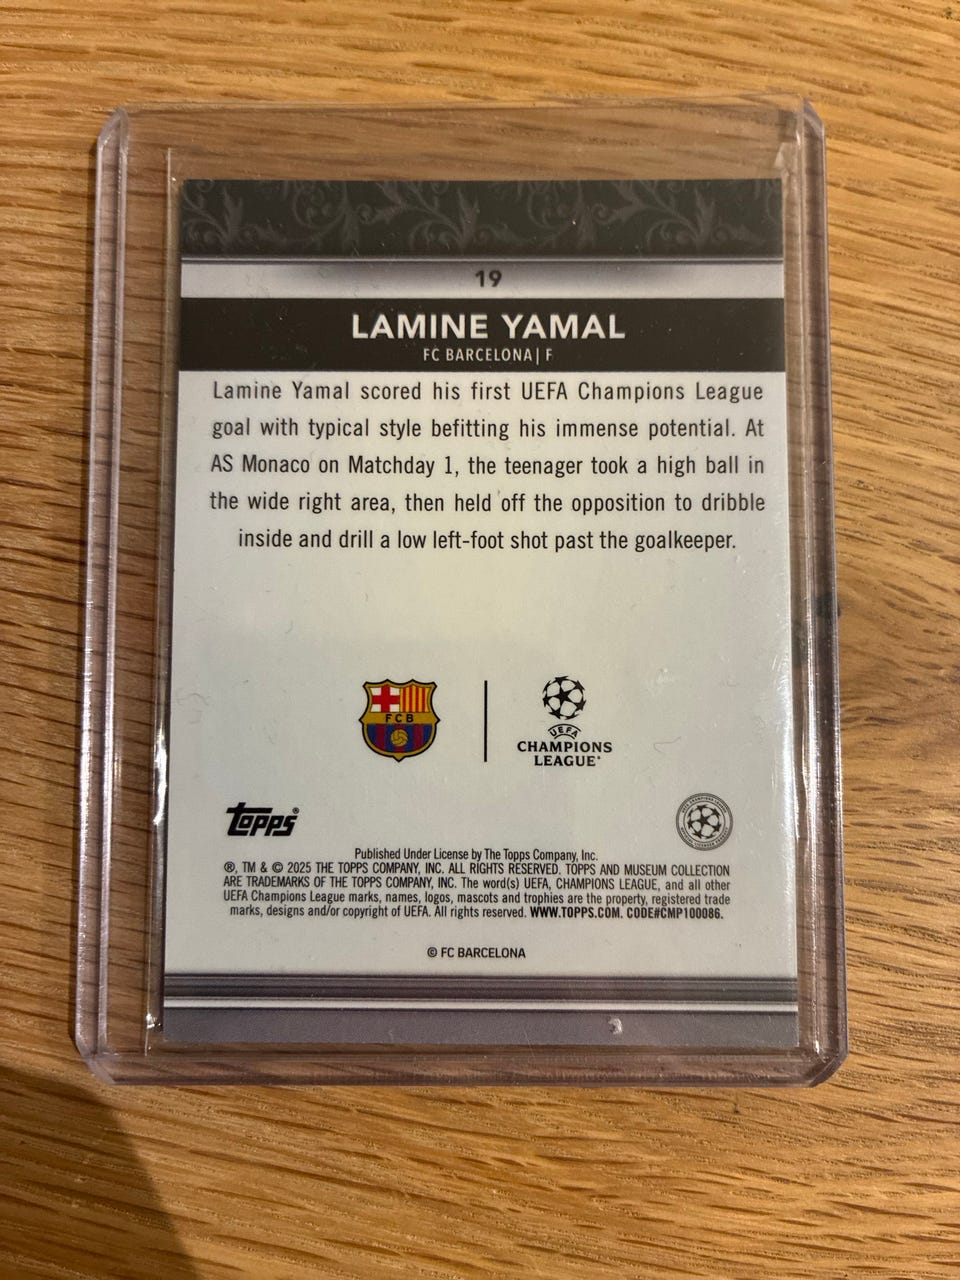 19
LAMINE YAMAL
FC BARCELONA | F
Lamine Yamal scored his first UEFA Champions League
goal with typical style befitting his immense potential. At
AS Monaco on Matchday 1, the teenager took a high ball in
the wide right area, then held off the opposition to dribble
inside and drill a low left-foot shot past the goalkeeper.
FCB
UEFA
CHAMPIONS
LEAGUE®
topps®
Published Under License by The Topps Company, Inc.
®, TM & © 2025 THE TOPPS COMPANY, INC. ALL RIGHTS RESERVED. TOPPS AND MUSEUM COLLECTION
ARE TRADEMARKS OF THE TOPPS COMPANY, INC. The word(s) UEFA, CHAMPIONS LEAGUE, and all other
UEFA Champions League marks, names, logos, mascots and trophies are the property, registered trade
marks, designs and/or copyright of UEFA. All rights reserved. WWW.TOPPS.COM. CODE#CMP100086.
© FC BARCELONA